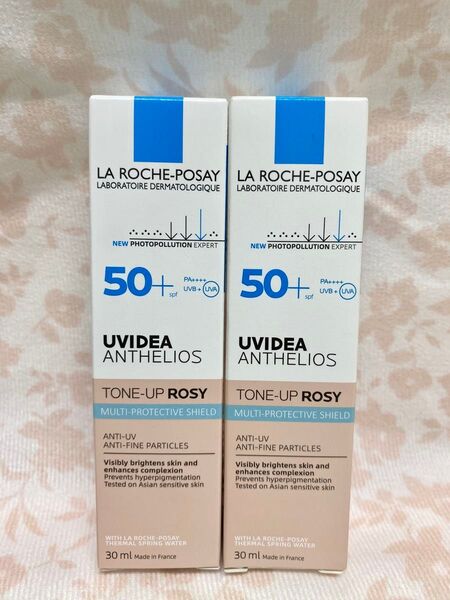 LA ROCHE-POSAY
LABORATOIRE DERMATOLOGIQUE
NEW PHOTOPOLLUTION EXPERT
50+
spf
PA++++
UVB + UVA
UVIDEA
ANTHELIOS
TONE-UP ROSY
MULTI-PROTECTIVE SHIELD
ANTI-UV
ANTI-FINE PARTICLES
Visibly brightens skin and
enhances complexion
Prevents hyperpigmentation
Tested on Asian sensitive skin
WITH LA ROCHE-POSAY
THERMAL SPRING WATER
30 ml Made in France
LA ROCHE-POSAY
LABORATOIRE DERMATOLOGIQUE
NEW PHOTOPOLLUTION EXPERT
50+
spf
PA++++
UVB + UVA
UVIDEA
ANTHELIOS
TONE-UP ROSY
MULTI-PROTECTIVE SHIELD
ANTI-UV
ANTI-FINE PARTICLES
Visibly brightens skin and
enhances complexion
Prevents hyperpigmentation
Tested on Asian sensitive skin
WITH LA ROCHE-POSAY
THERMAL SPRING WATER
30 ml Made in France